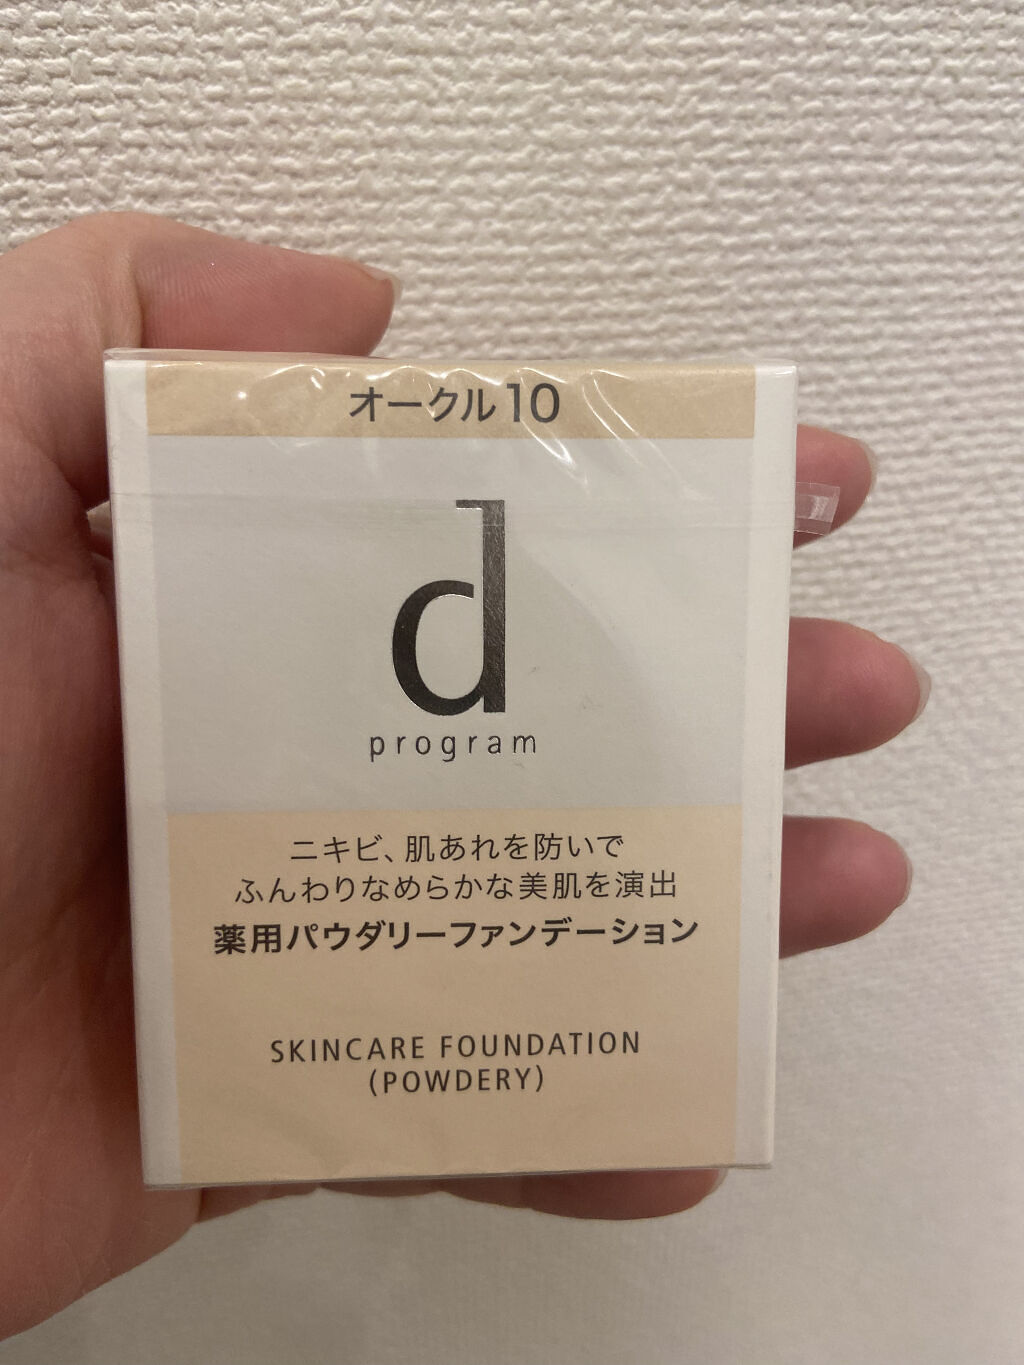 オークル10
d
program
ニキビ、肌あれを防いで
ふんわりなめらかな美肌を演出
薬用パウダリーファンデーション
SKINCARE FOUNDATION
(POWDERY)